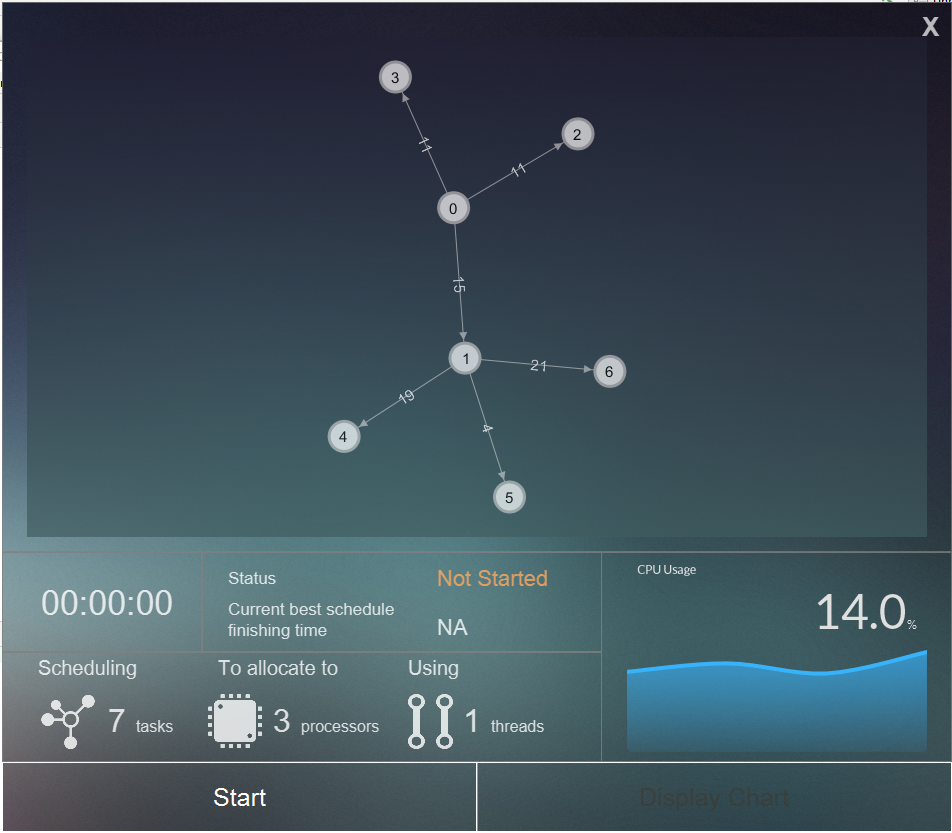 X
3
11
2
11
0
15
1
21
6
19
4
4
5
00:00:00
Status
Not Started
Current best schedule
finishing time
NA
CPU Usage
14.0%
Scheduling
To allocate to
Using
7 tasks
3 processors
1 threads
Start
Display Chart